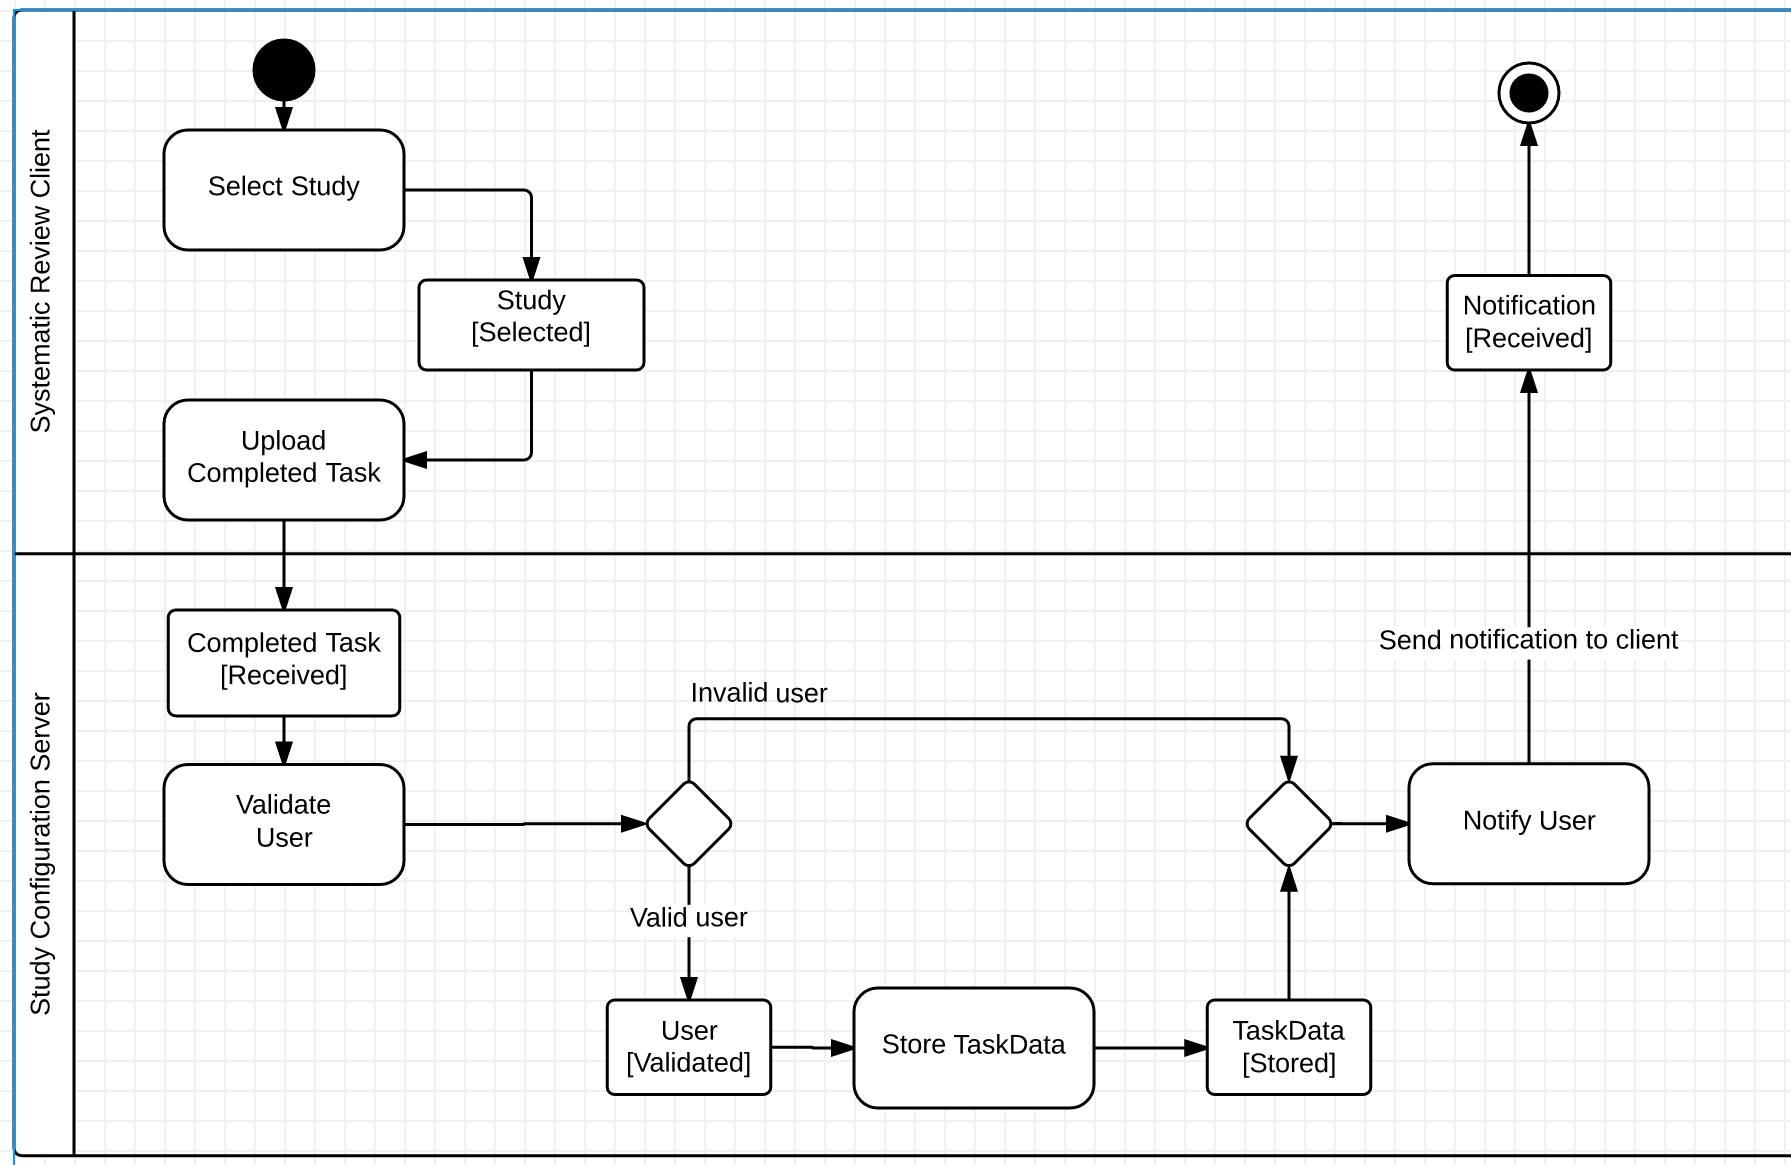 Systematic Review Client
Select Study
Study
[Selected]
Upload
Completed Task
Notification
[Received]
Study Configuration Server
Completed Task
[Received]
Validate
User
Invalid user
Valid user
User
[Validated]
Store TaskData
TaskData
[Stored]
Notify User
Send notification to client